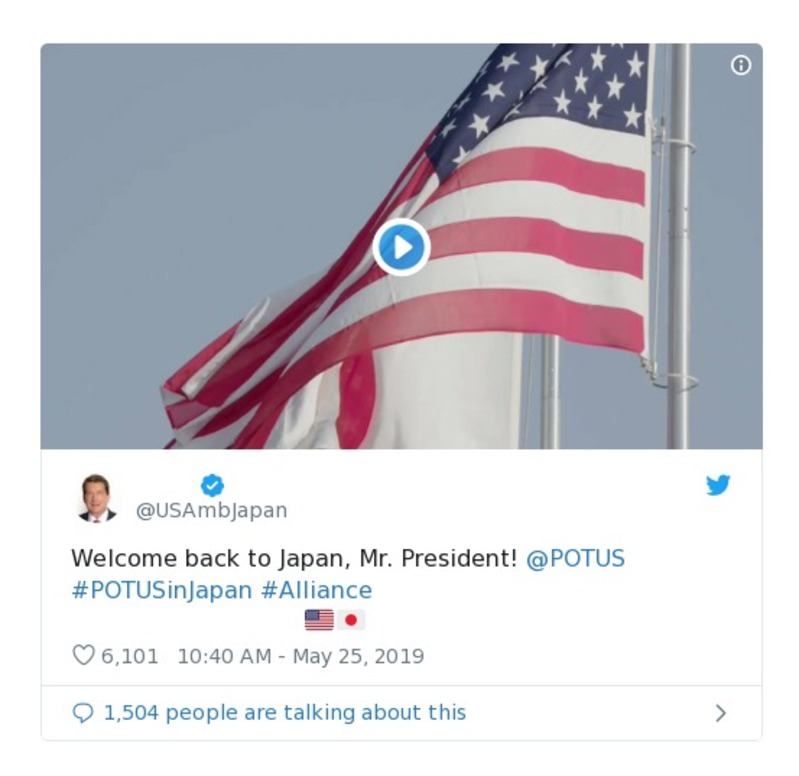 @USAmbJapan
Welcome back to Japan, Mr. President! @POTUS
#POTUSinJapan #Alliance
🇺🇸🇯🇵
6,101 10:40 AM - May 25, 2019
1,504 people are talking about this